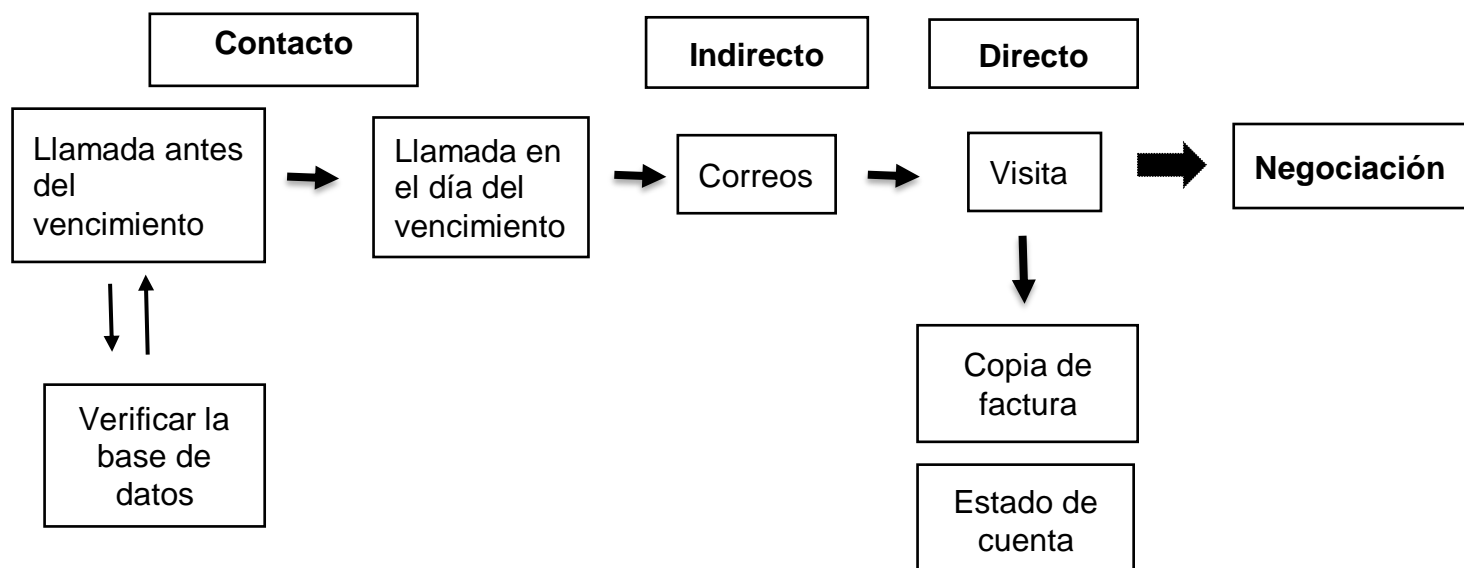 Contacto
Indirecto
Directo
Llamada antes
del
vencimiento
Llamada en
el día del
vencimiento
Correos
Visita
Negociación
Verificar la
base de
datos
Copia de
factura
Estado de
cuenta